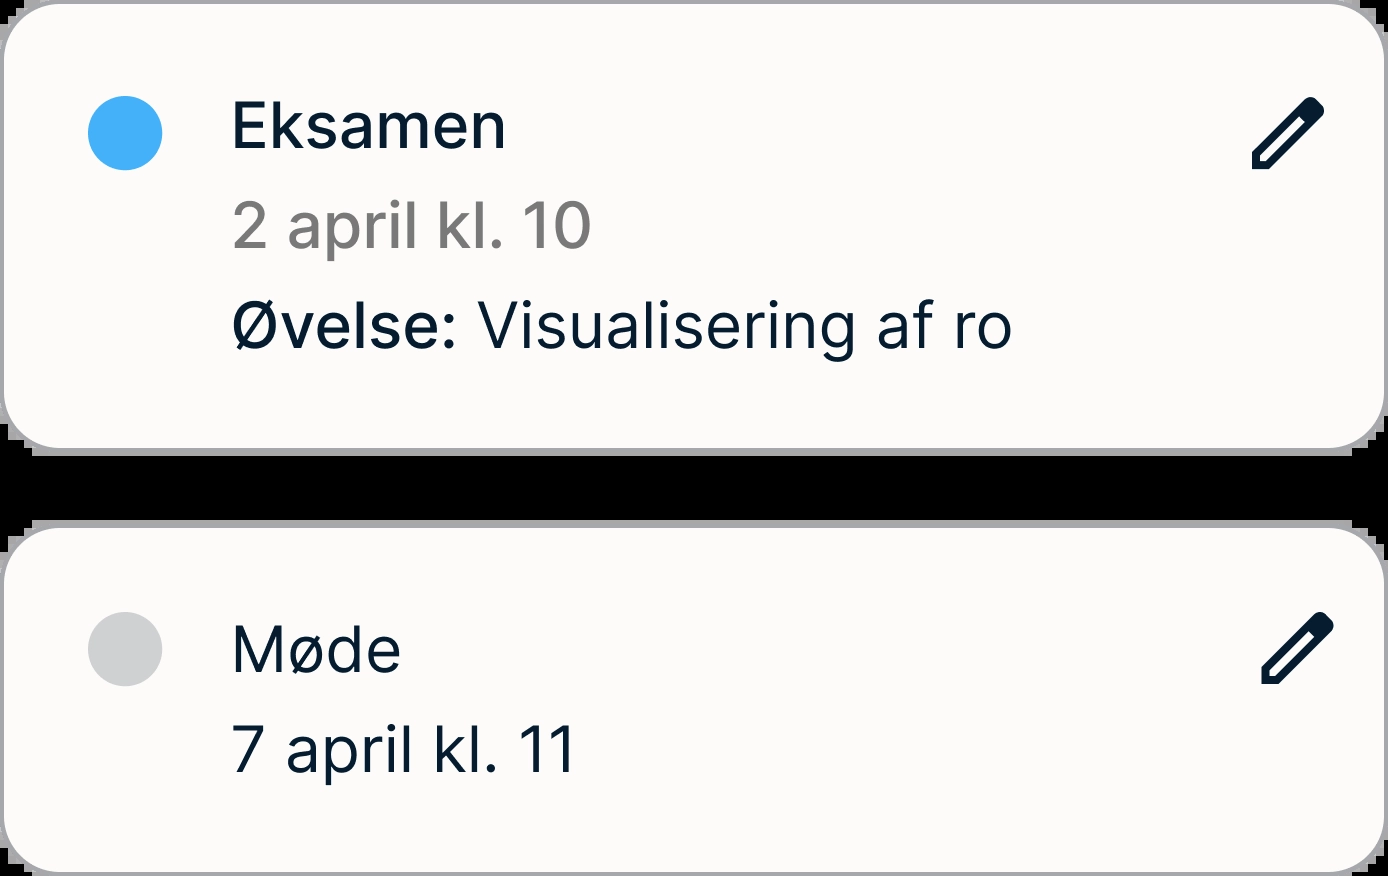 Eksamen
2 april kl. 10
Øvelse: Visualisering af ro
Møde
7 april kl. 11